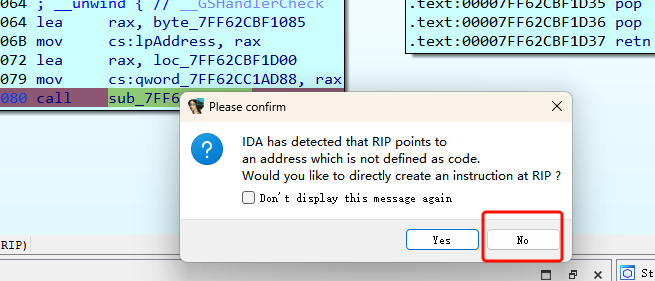 064 ; __unwind { // __GSHandlerCheck
064 lea rax, byte_7FF62CBF1085
06B mov cs:lpAddress, rax
072 lea rax, loc_7FF62CBF1D00
079 mov cs:qword_7FF62CC1AD88, rax
080 call sub_7FF6
.text:00007FF62CBF1D35 pop
.text:00007FF62CBF1D36 pop
.text:00007FF62CBF1D37 retn
Please confirm
IDA has detected that RIP points to
an address which is not defined as code.
Would you like to directly create an instruction at RIP ?
Don't display this message again
Yes No
RIP)
St